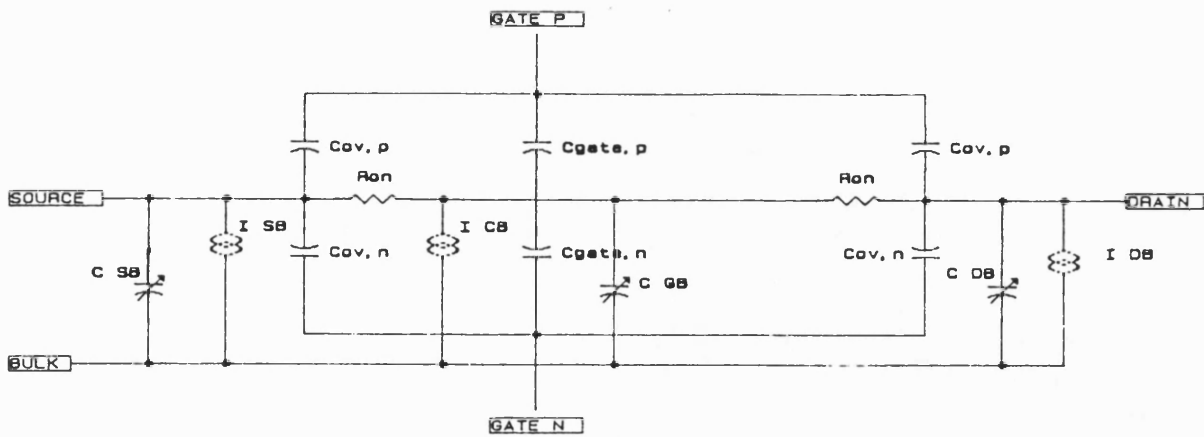 GATE P
Cov,p
Cgate,p
Cov,p
Ron
Ron
SOURCE
DRAIN
I SB
I CB
Cov,n
Cgate,n
Cov,n
I DB
C SB
C GB
C DB
BULK
GATE N